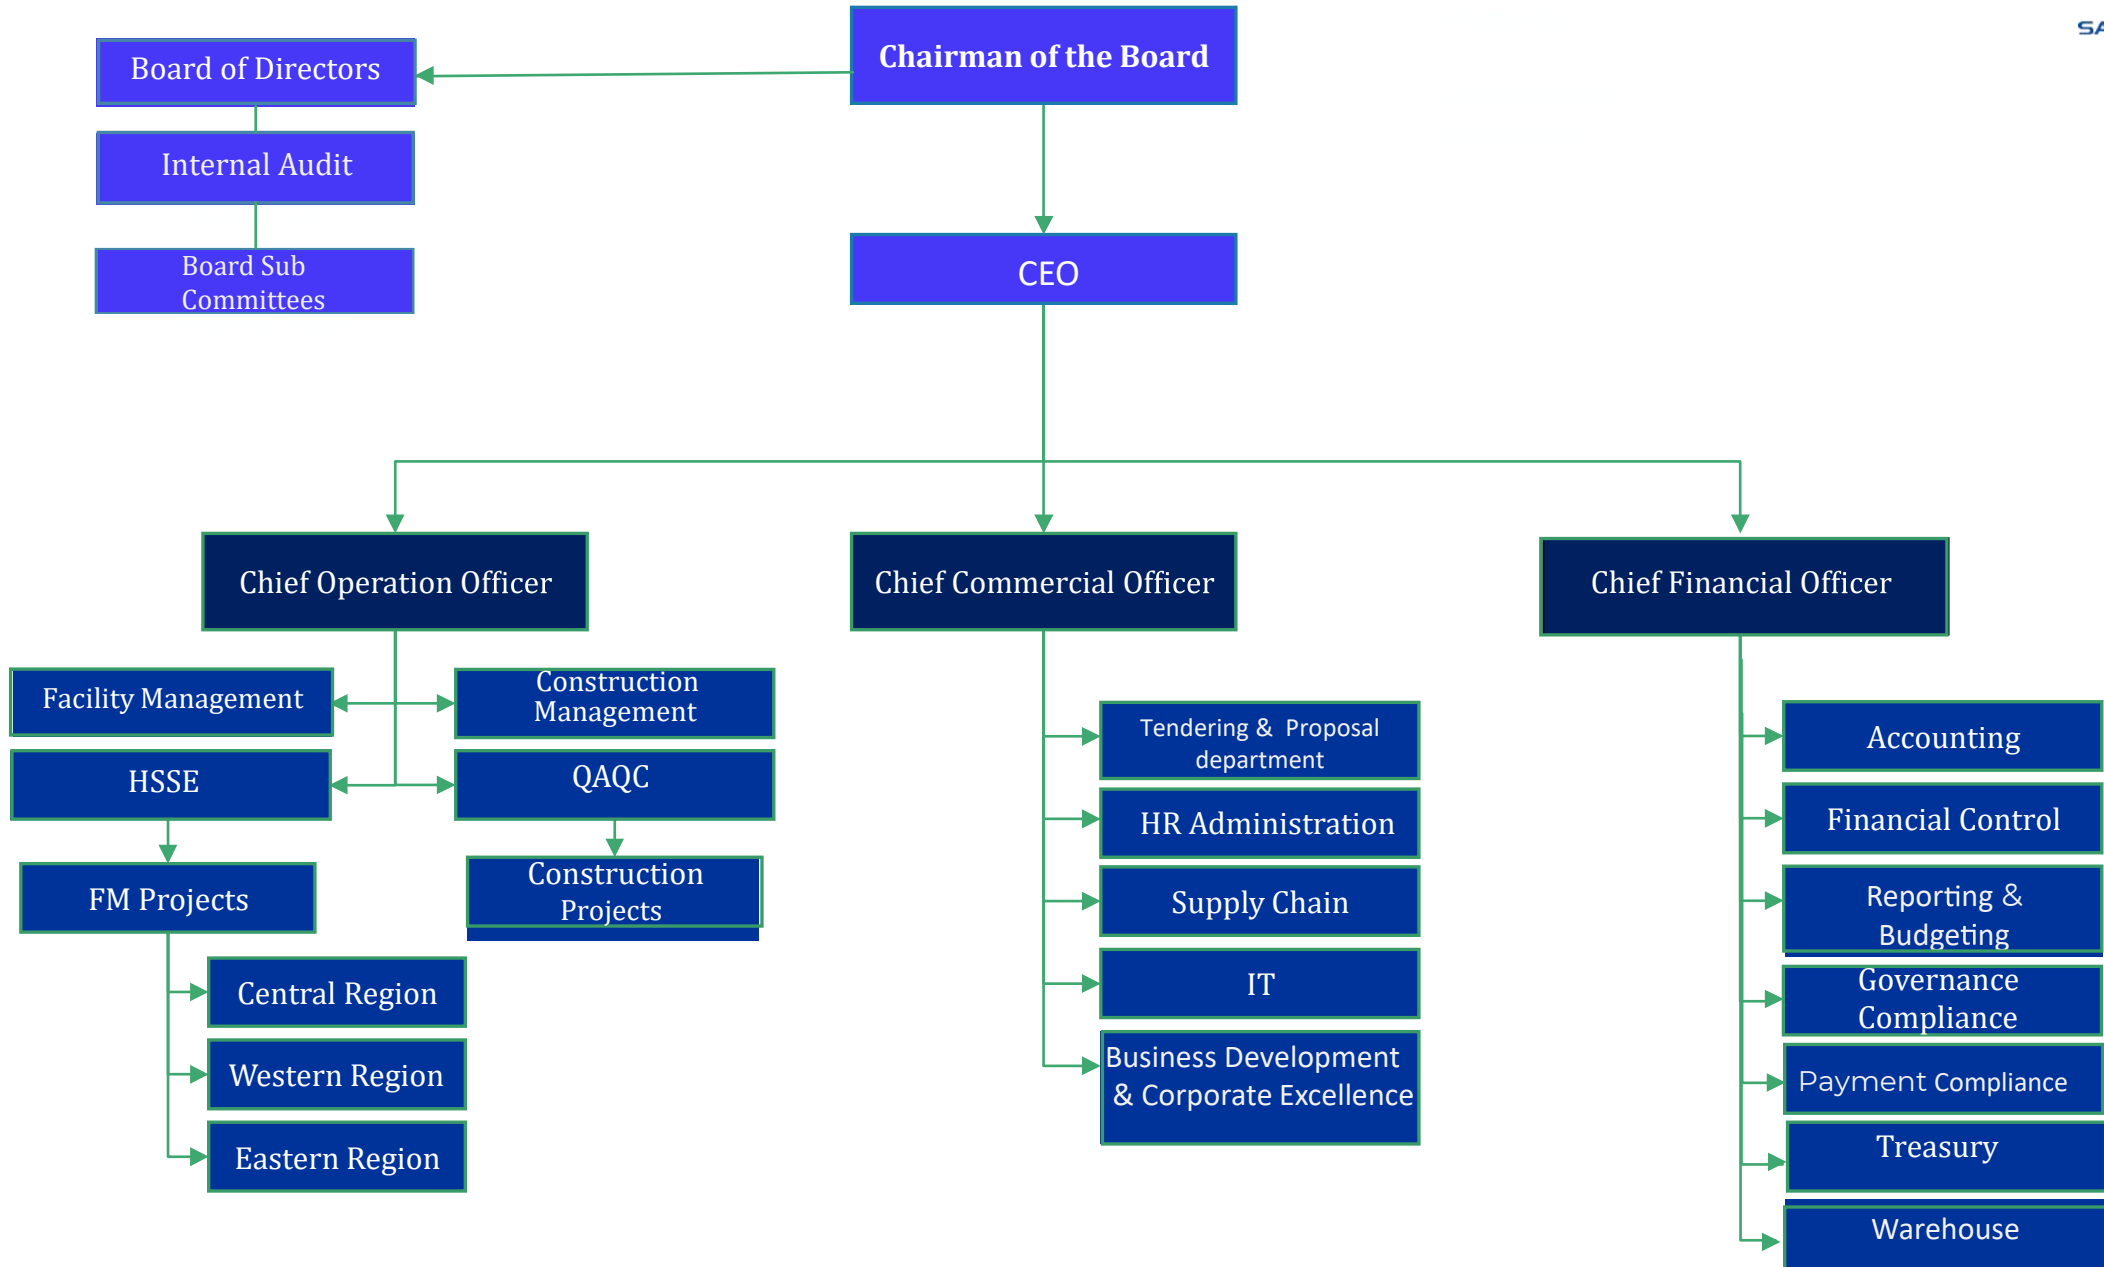 Chairman of the Board
SA
Board of Directors
Internal Audit
Board Sub
Committees
CEO
Chief Operation Officer
Chief Commercial Officer
Chief Financial Officer
Facility Management
Construction
Management
HSSE
QAQC
FM Projects
Construction
Projects
Central Region
Western Region
Eastern Region
Tendering & Proposal
department
HR Administration
Supply Chain
IT
Business Development
& Corporate Excellence
Accounting
Financial Control
Reporting &
Budgeting
Governance
Compliance
Payment Compliance
Treasury
Warehouse